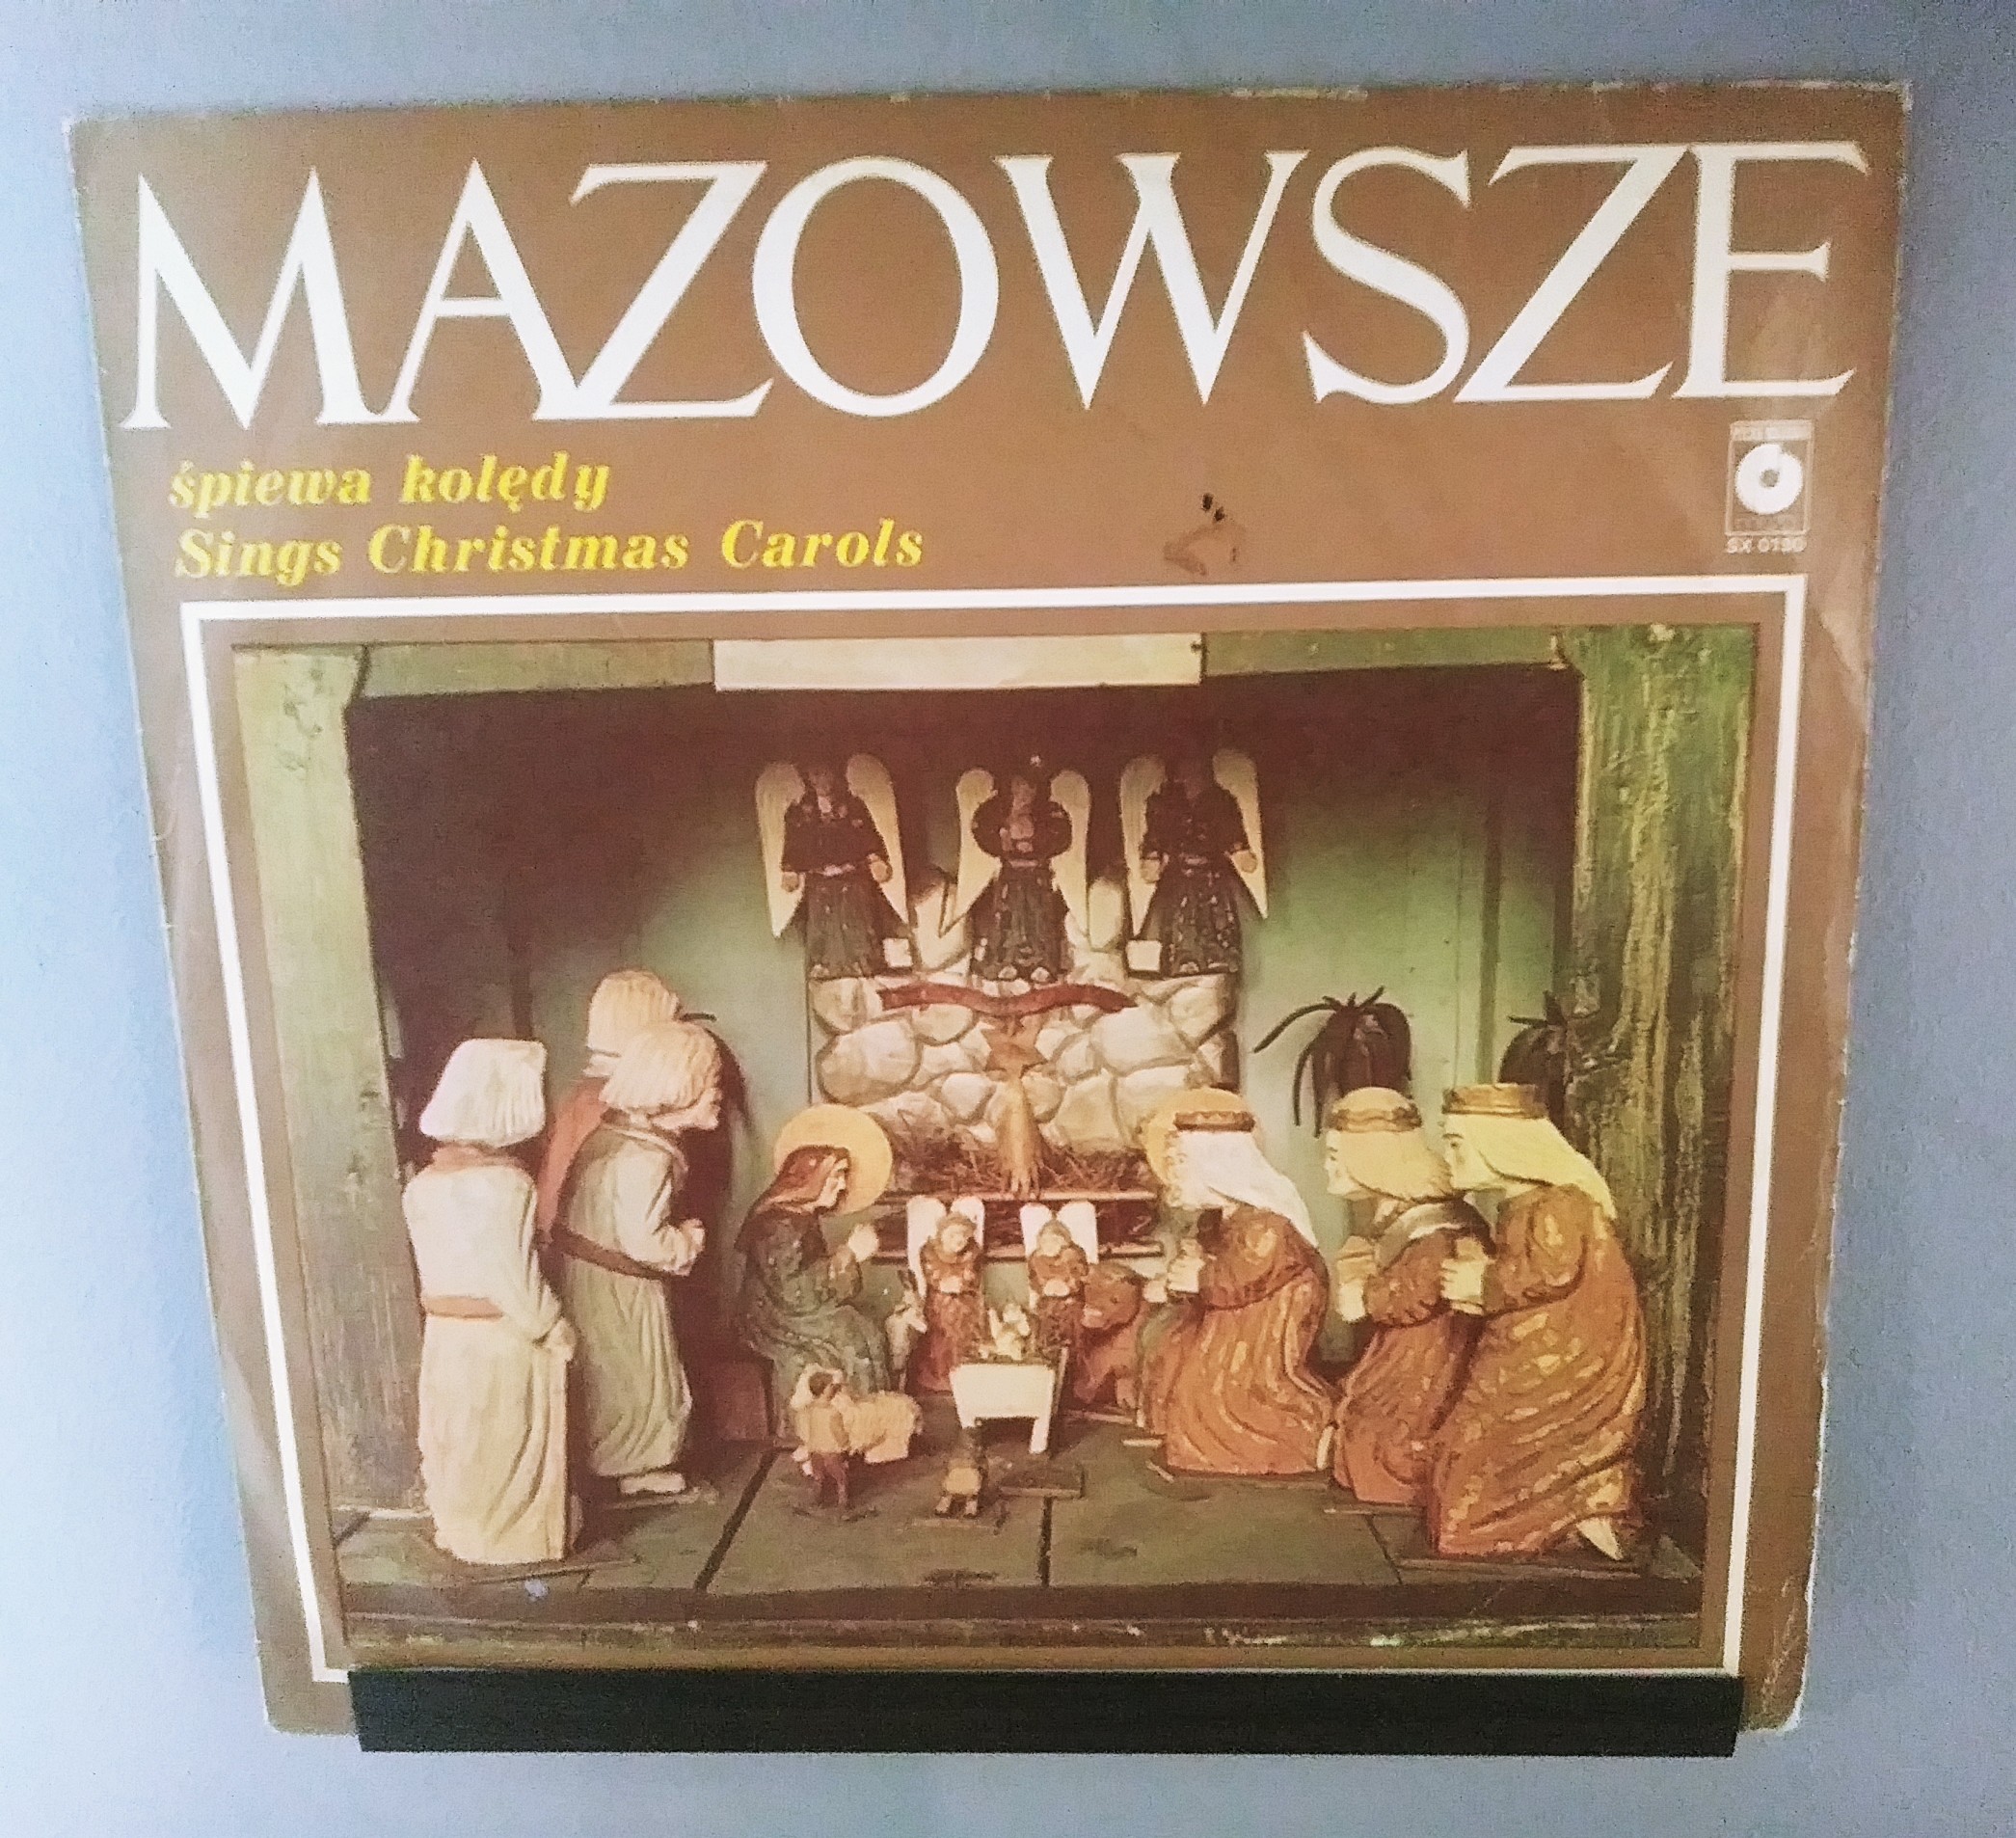 MAZOWSZE
śpiewa kolędy
Sings Christmas Carols